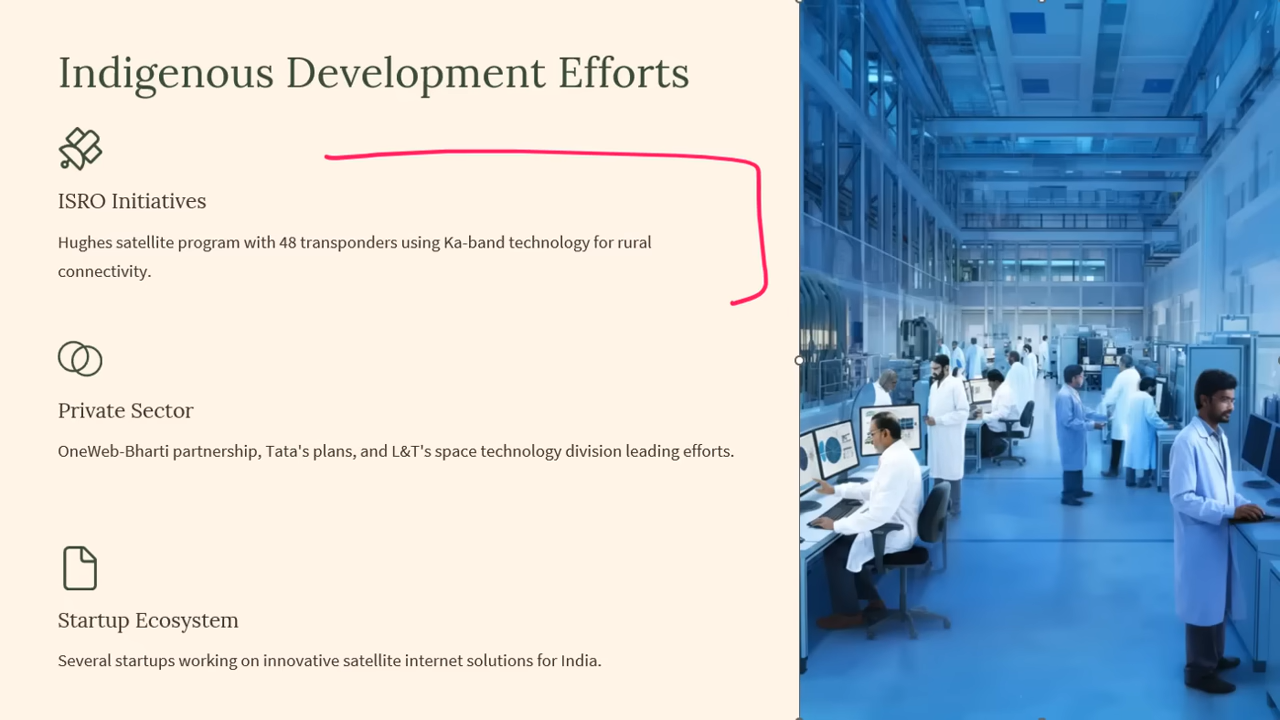 Indigenous Development Efforts
ISRO Initiatives
Hughes satellite program with 48 transponders using Ka-band technology for rural
connectivity.
Private Sector
OneWeb-Bharti partnership, Tata's plans, and L&T's space technology division leading efforts.
Startup Ecosystem
Several startups working on innovative satellite internet solutions for India.